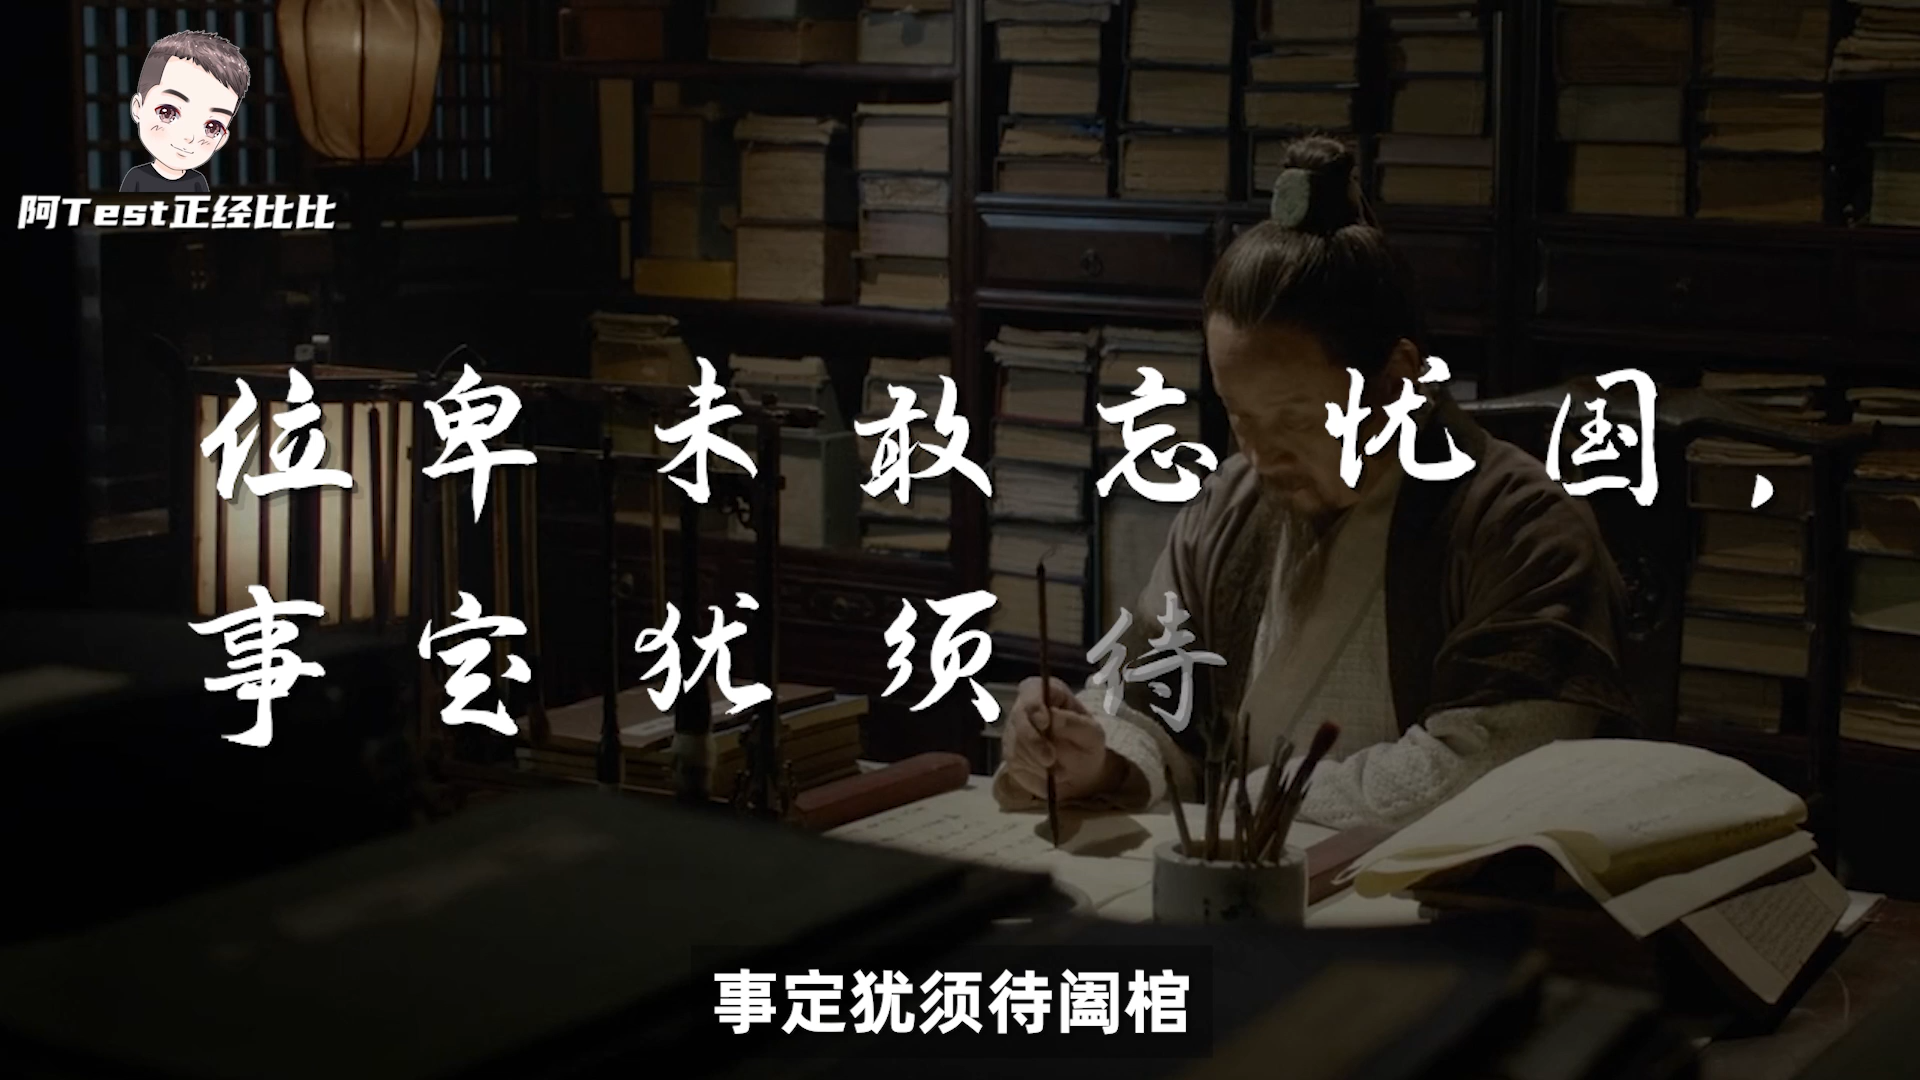 阿Test正经比比
位卑未敢忘忧国，
事定犹须待
事定犹须待阖棺